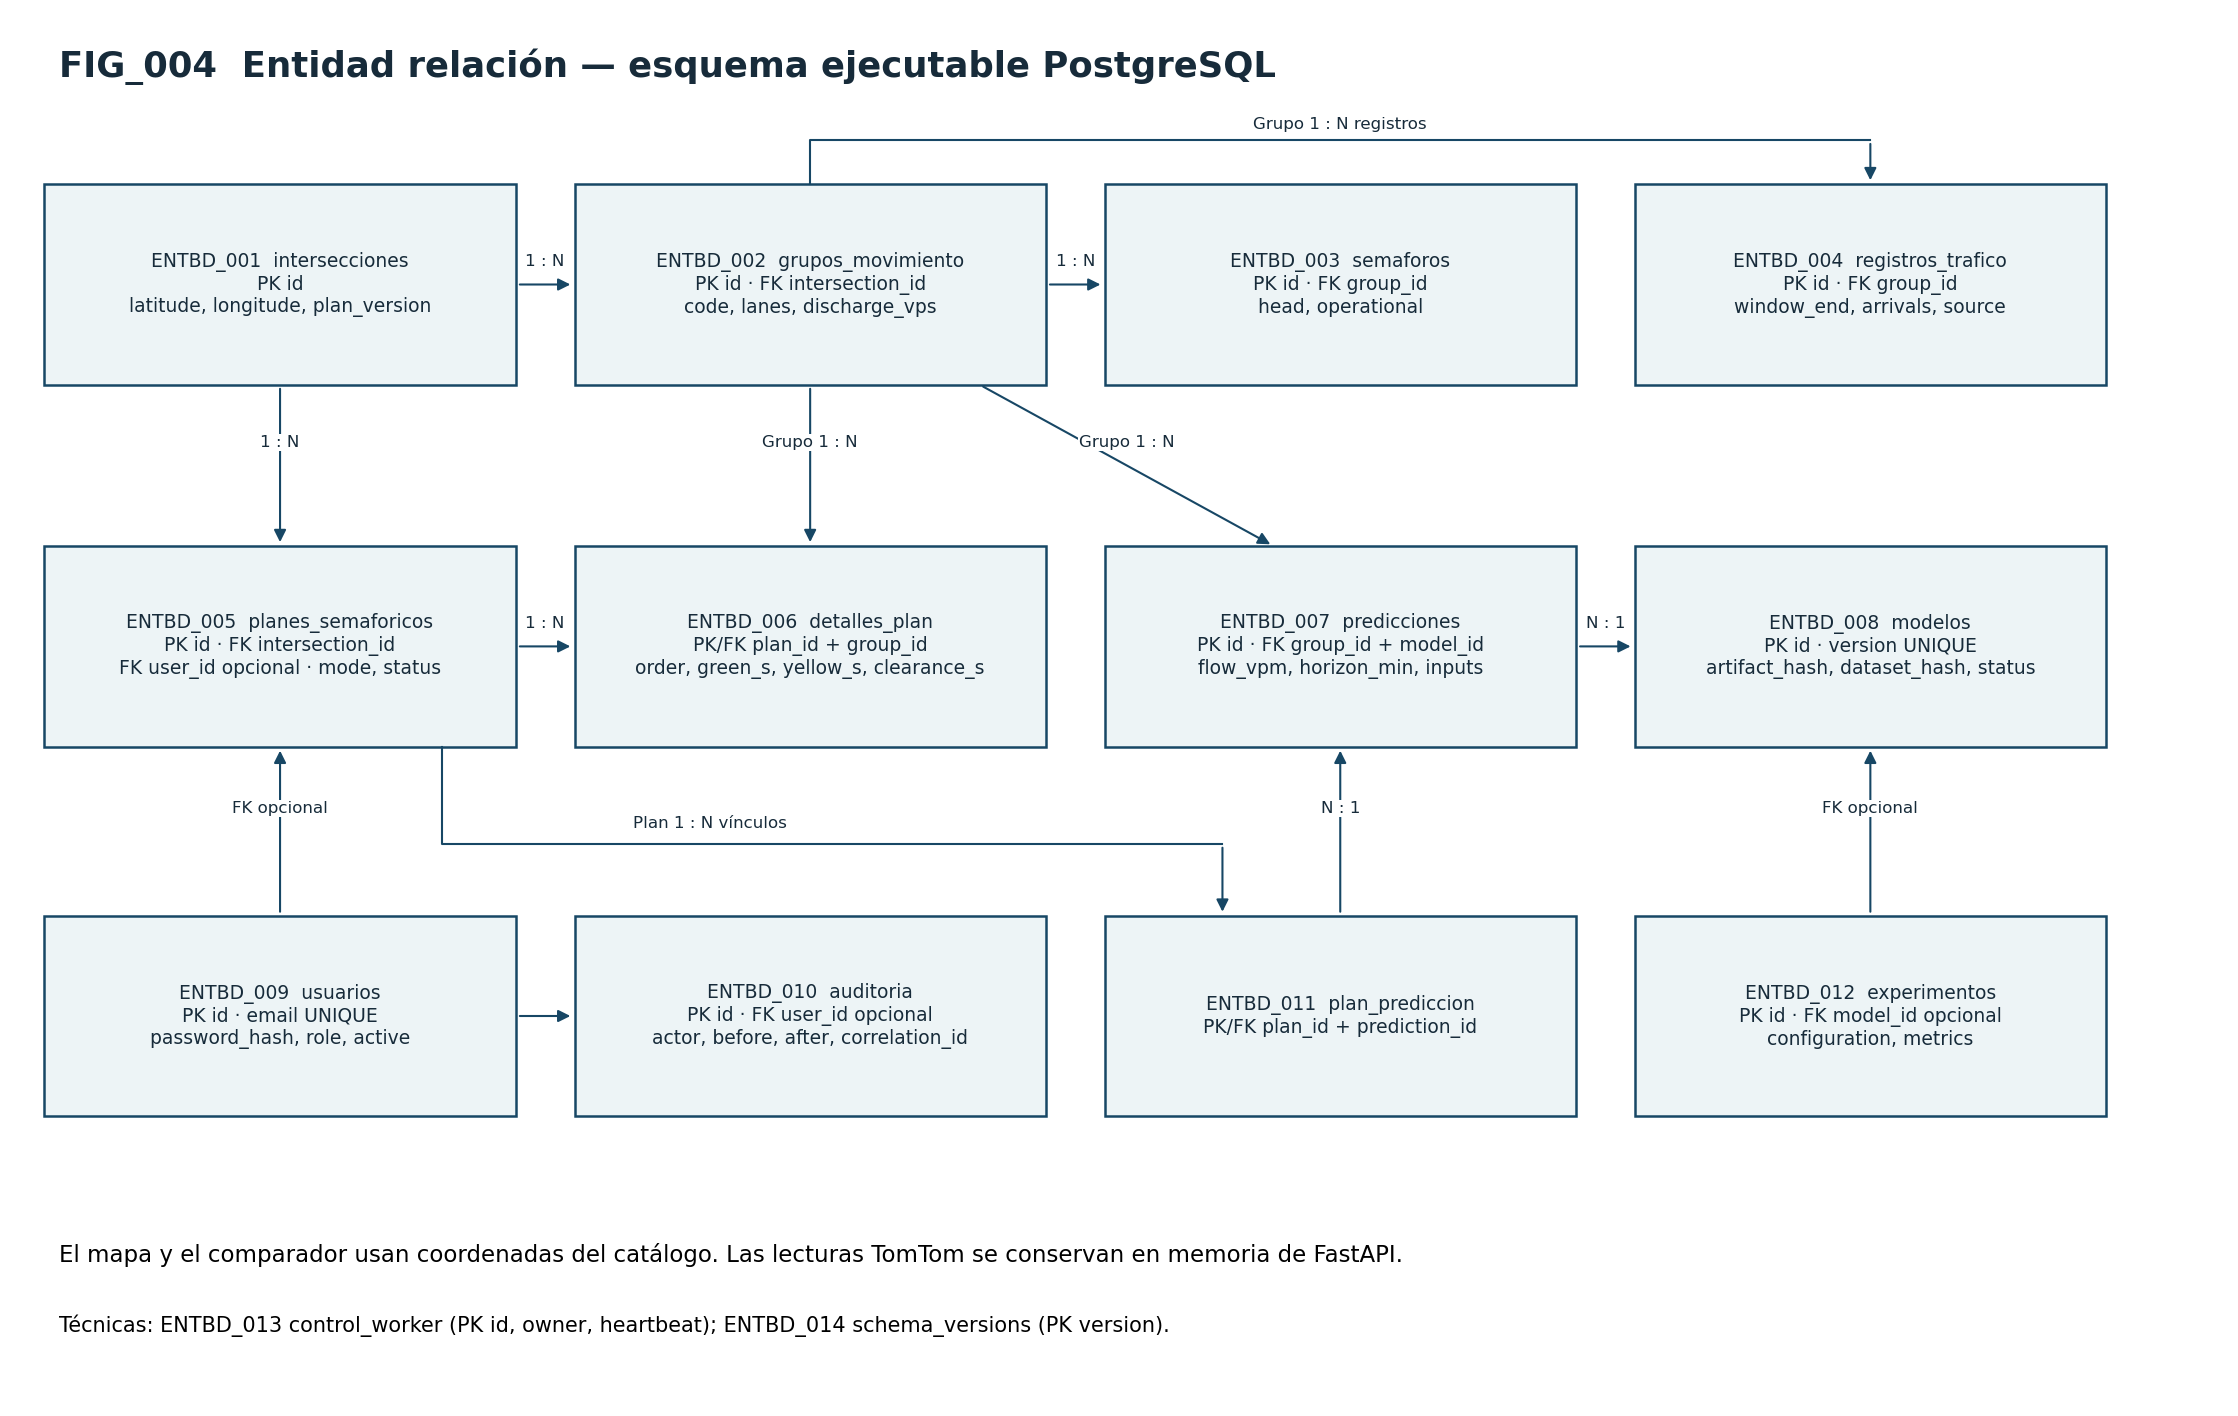 FIG_004  Entidad relación — esquema ejecutable PostgreSQL
Grupo 1 : N registros
ENTBD_001  intersecciones
PK id
latitude, longitude, plan_version
1 : N
ENTBD_002  grupos_movimiento
PK id · FK intersection_id
code, lanes, discharge_vps
1 : N
ENTBD_003  semaforos
PK id · FK group_id
head, operational
ENTBD_004  registros_trafico
PK id · FK group_id
window_end, arrivals, source
1 : N
Grupo 1 : N
Grupo 1 : N
ENTBD_005  planes_semaforicos
PK id · FK intersection_id
FK user_id opcional · mode, status
1 : N
ENTBD_006  detalles_plan
PK/FK plan_id + group_id
order, green_s, yellow_s, clearance_s
ENTBD_007  predicciones
PK id · FK group_id + model_id
flow_vpm, horizon_min, inputs
N : 1
ENTBD_008  modelos
PK id · version UNIQUE
artifact_hash, dataset_hash, status
FK opcional
Plan 1 : N vínculos
N : 1
FK opcional
ENTBD_009  usuarios
PK id · email UNIQUE
password_hash, role, active
ENTBD_010  auditoria
PK id · FK user_id opcional
actor, before, after, correlation_id
ENTBD_011  plan_prediccion
PK/FK plan_id + prediction_id
ENTBD_012  experimentos
PK id · FK model_id opcional
configuration, metrics
El mapa y el comparador usan coordenadas del catálogo. Las lecturas TomTom se conservan en memoria de FastAPI.
Técnicas: ENTBD_013 control_worker (PK id, owner, heartbeat); ENTBD_014 schema_versions (PK version).